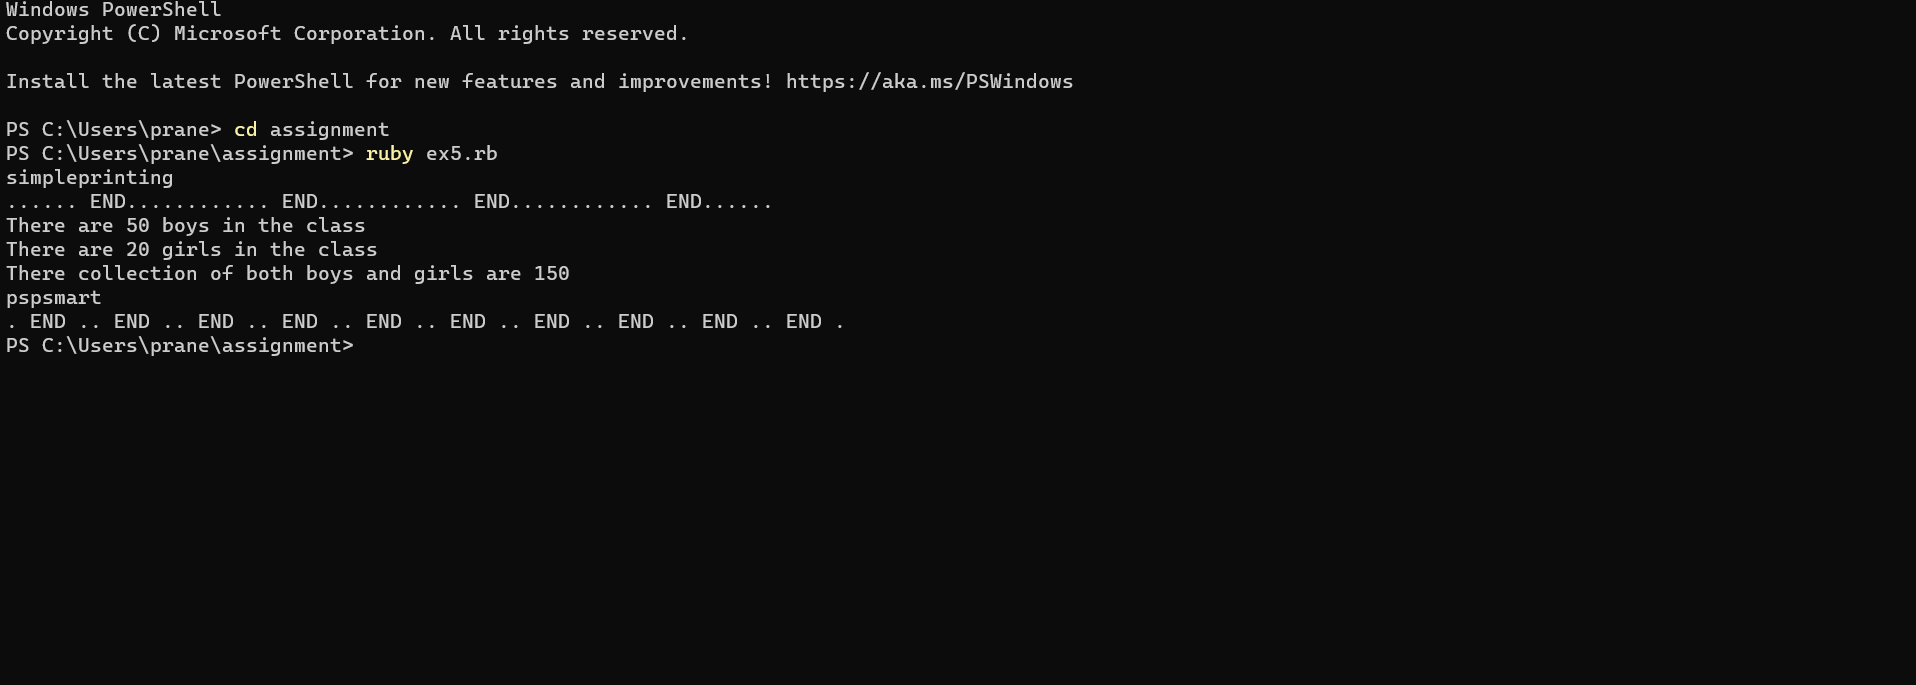 Windows PowerShell
Copyright (C) Microsoft Corporation. All rights reserved.
Install the latest PowerShell for new features and improvements! https://aka.ms/PSWindows
PS C:\Users\prane> cd assignment
PS C:\Users\prane\assignment> ruby ex5.rb
simpleprinting
...... END............ END............ END............ END......
There are 50 boys in the class
There are 20 girls in the class
There collection of both boys and girls are 150
pspsmart
. END .. END .. END .. END .. END .. END .. END .. END .. END .. END .
PS C:\Users\prane\assignment>